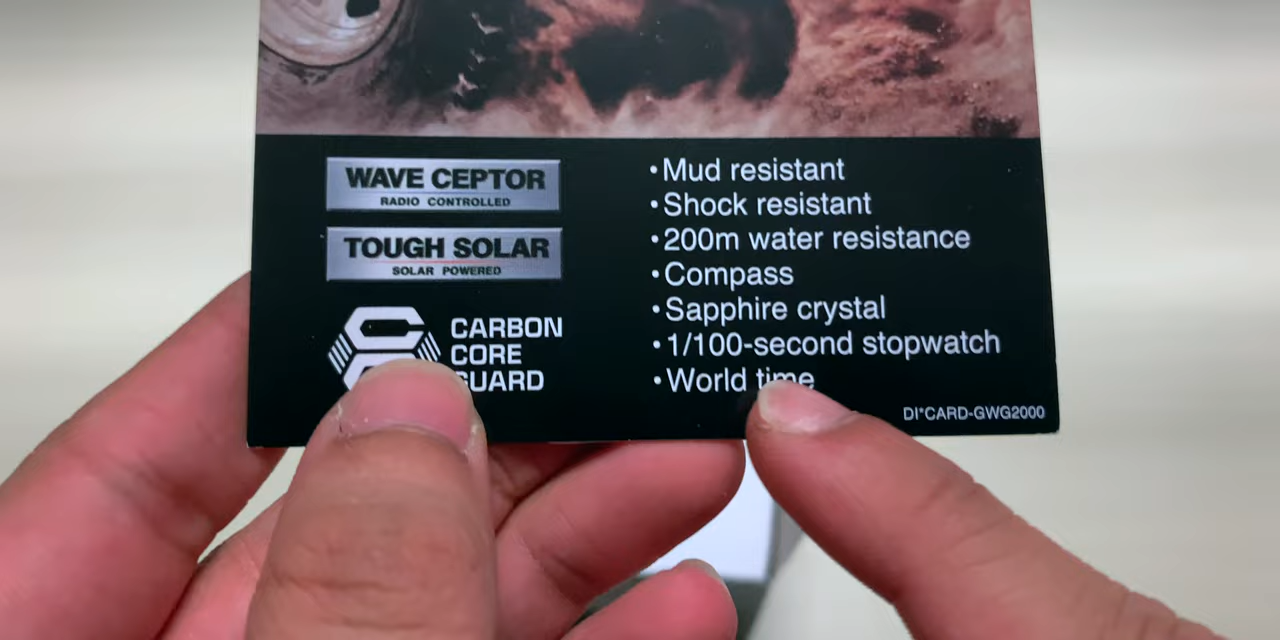 WAVE CEPTOR
RADIO CONTROLLED
TOUGH SOLAR
SOLAR POWERED
CARBON
CORE
GUARD
•Mud resistant
•Shock resistant
•200m water resistance
•Compass
•Sapphire crystal
•1/100-second stopwatch
•World time
DI*CARD-GWG2000